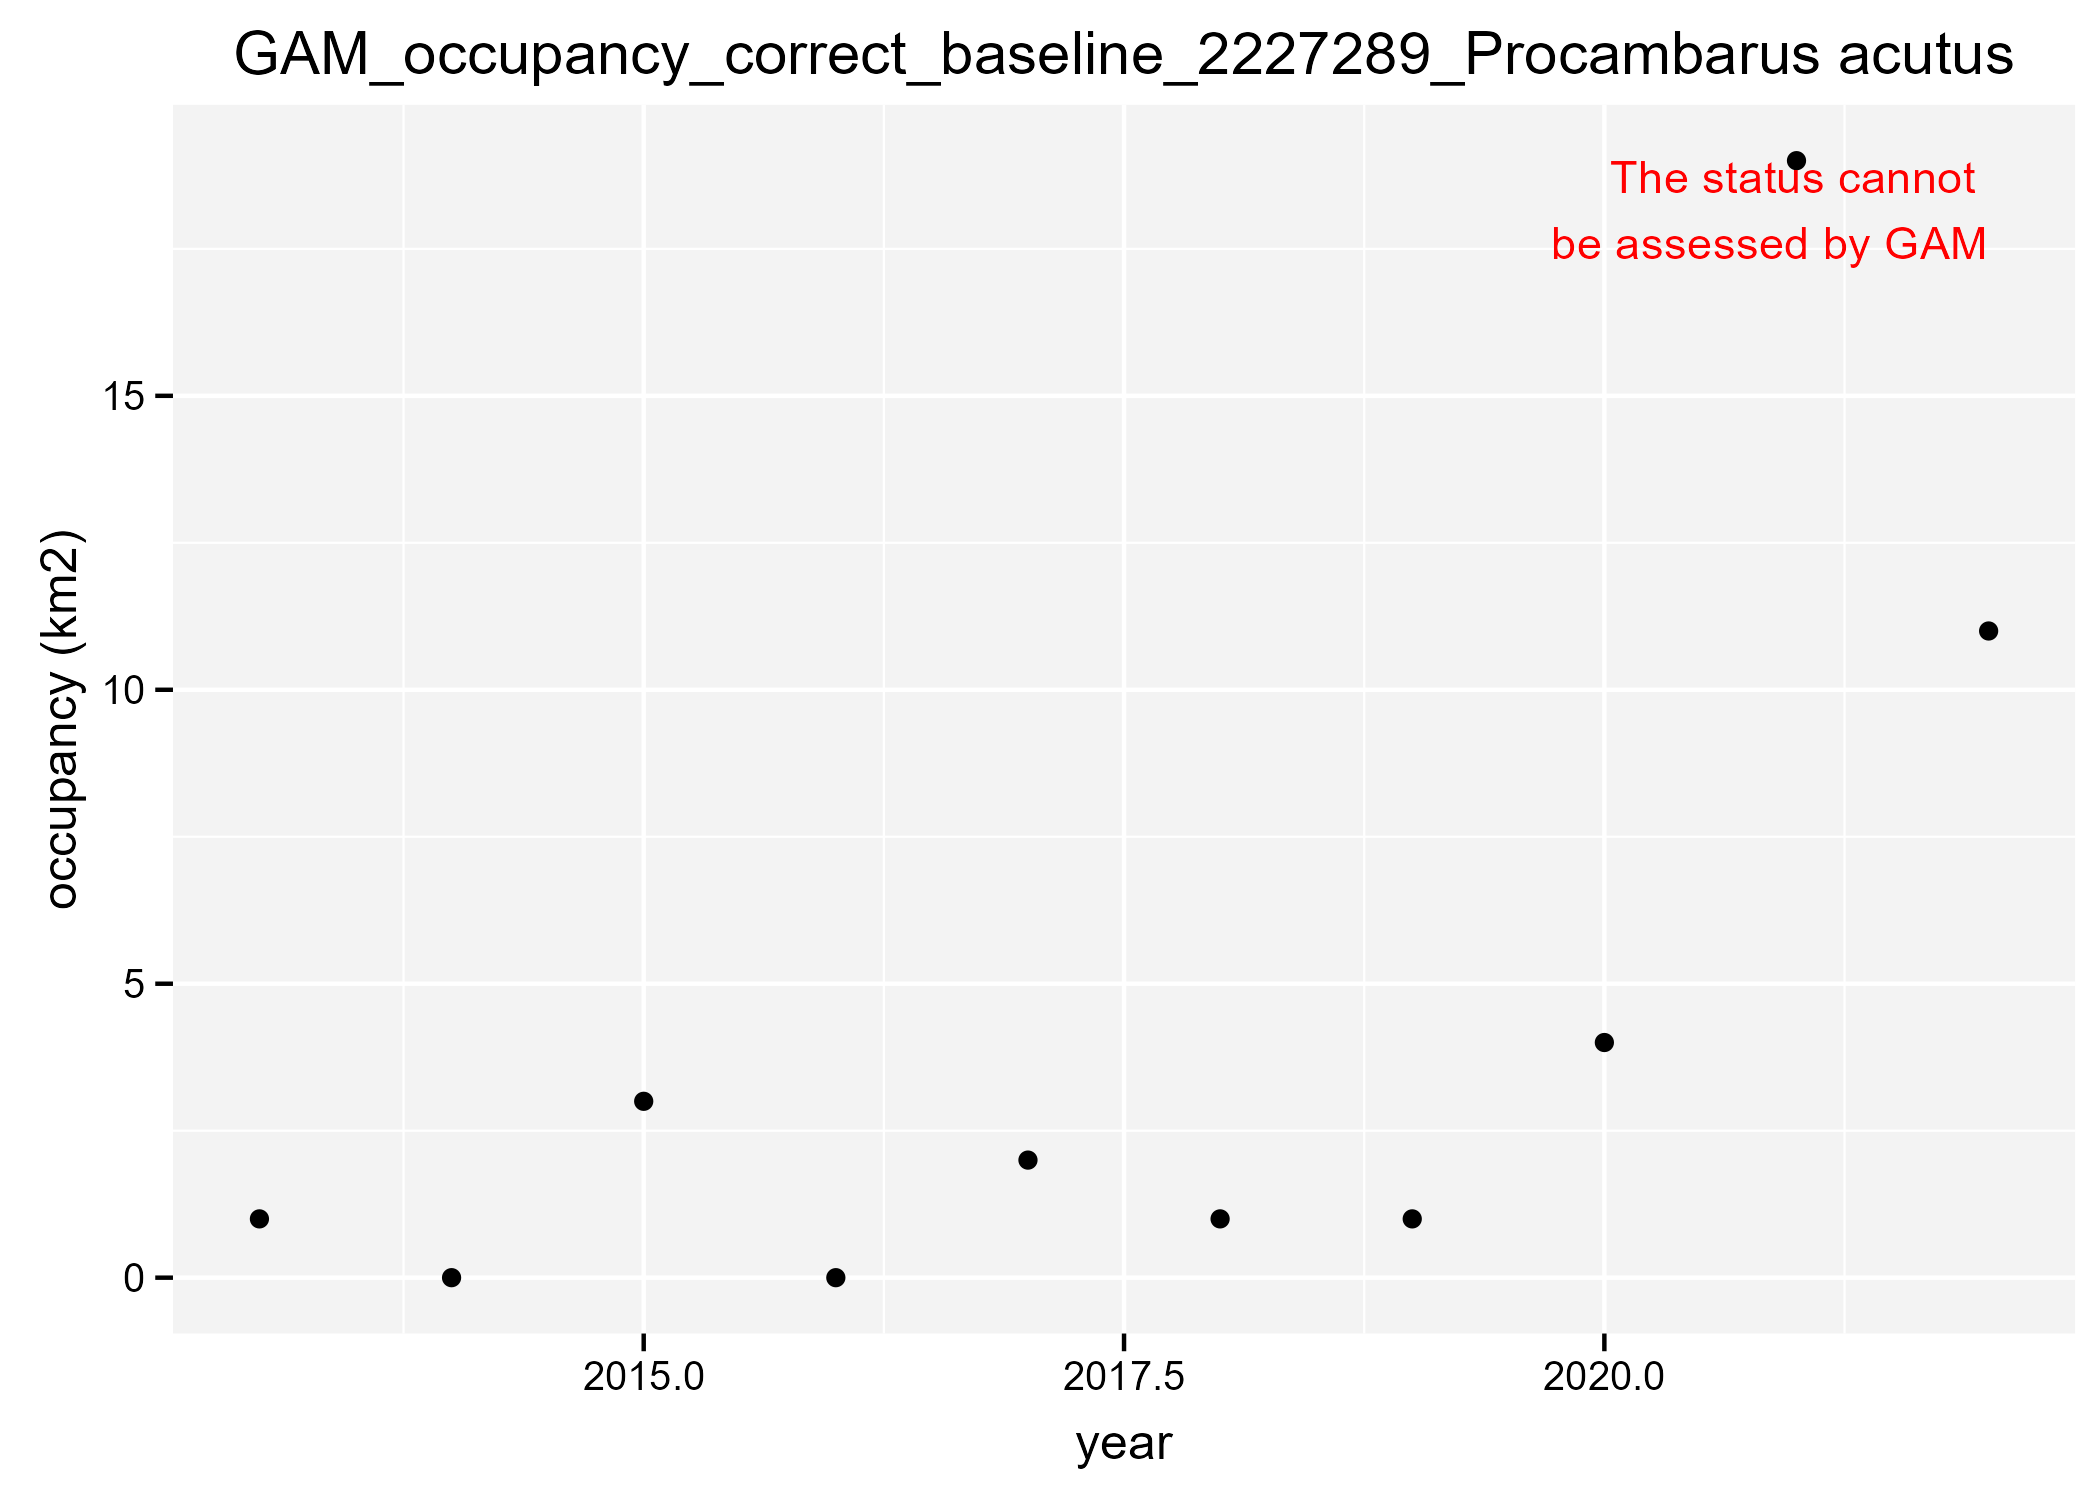 GAM_occupancy_correct_baseline_2227289_Procambarus acutus
The status cannot
be assessed by GAM
occupancy (km2)
15
10
5
0
2015.0
2017.5
2020.0
year